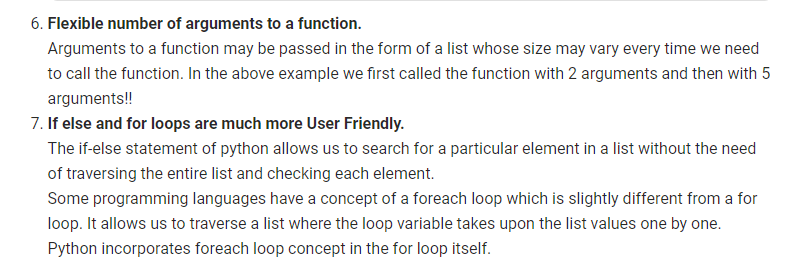 6. Flexible number of arguments to a function.
Arguments to a function may be passed in the form of a list whose size may vary every time we need
to call the function. In the above example we first called the function with 2 arguments and then with 5
arguments!!
7. If else and for loops are much more User Friendly.
The if-else statement of python allows us to search for a particular element in a list without the need
of traversing the entire list and checking each element.
Some programming languages have a concept of a foreach loop which is slightly different from a for
loop. It allows us to traverse a list where the loop variable takes upon the list values one by one.
Python incorporates foreach loop concept in the for loop itself.